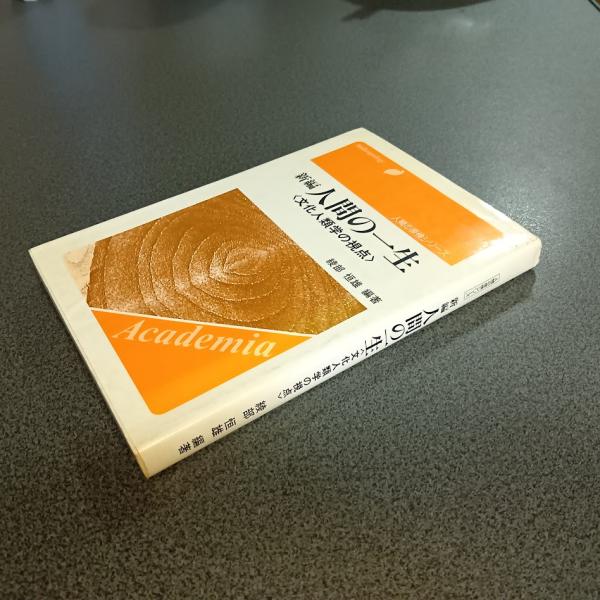 新編 人間の一生
〈文化人類学の視点〉
綾部 恒雄 編著
Academia
新編 人間の一生〈文化人類学の視点〉 綾部 恒雄 編著